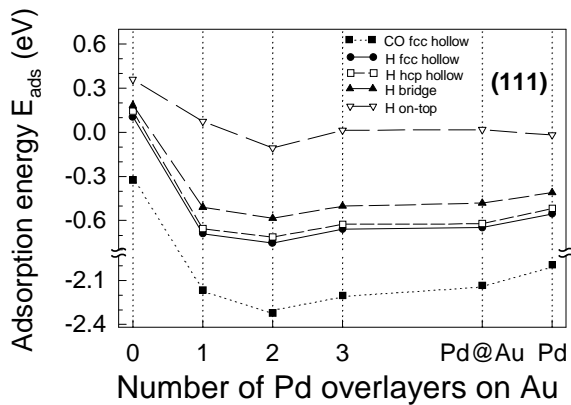 Adsorption energy E_ads (eV)
0.6
0.3
0.0
-0.3
-0.6
-2.1
-2.4
CO fcc hollow
H fcc hollow
H hcp hollow
H bridge
H on-top
(111)
0 1 2 3 Pd@Au Pd
Number of Pd overlayers on Au